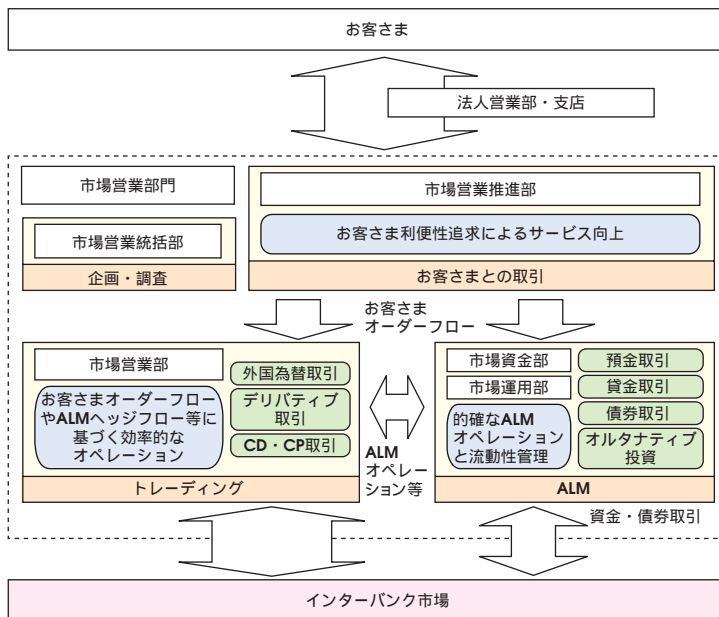 お客さま
法人営業部・支店
市場営業部門
市場営業統括部
企画・調査
市場営業推進部
お客さま利便性追求によるサービス向上
お客さまとの取引
お客さま
オーダーフロー
市場営業部
お客さまオーダーフロー
やALMヘッジフロー等に
基づく効率的な
オペレーション
外国為替取引
デリバティブ
取引
CD・CP取引
トレーディング
ALM
オペレー
ション等
市場資金部
市場運用部
的確なALM
オペレーション
と流動性管理
預金取引
貸金取引
債券取引
オルタナティブ
投資
ALM
資金・債券取引
インターバンク市場